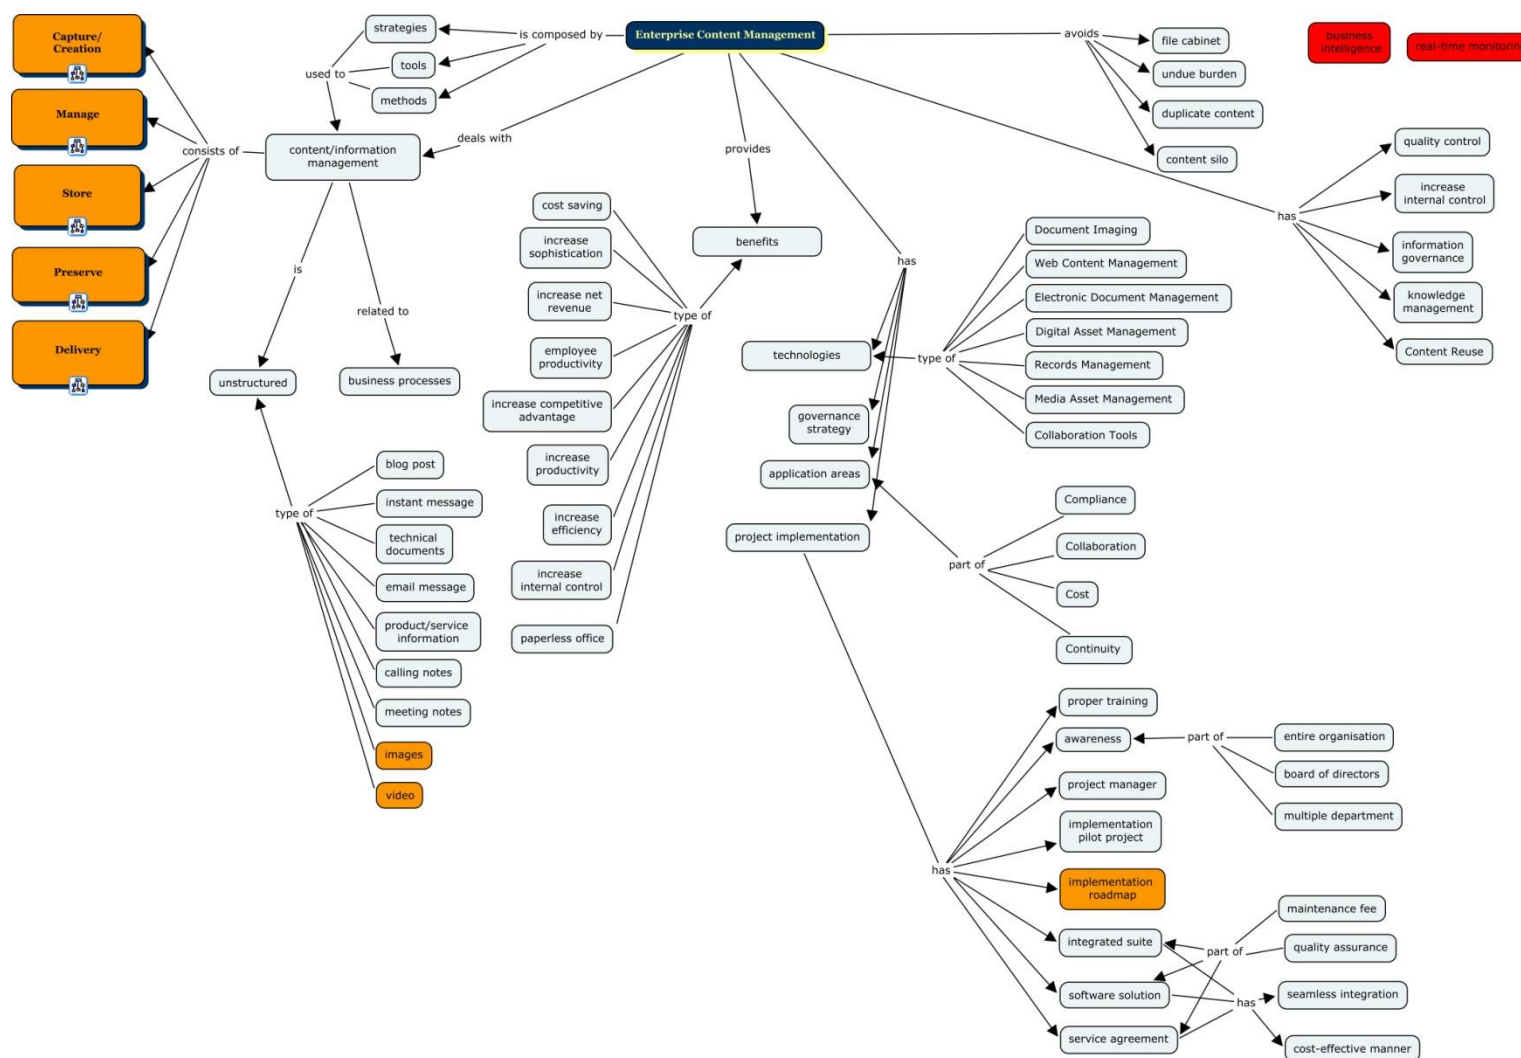 Capture/
Creation
Manage
Store
Preserve
Delivery
consists of
strategies
tools
methods
used to
is composed by
Enterprise Content Management
content/information
management
deals with
is
related to
unstructured
business processes
type of
blog post
instant message
technical
documents
email message
product/service
information
calling notes
meeting notes
images
video
provides
benefits
type of
cost saving
increase
sophistication
increase net
revenue
employee
productivity
increase competitive
advantage
increase
productivity
increase
efficiency
increase
internal control
paperless office
has
technologies
governance
strategy
application areas
project implementation
type of
Document Imaging
Web Content Management
Electronic Document Management
Digital Asset Management
Records Management
Media Asset Management
Collaboration Tools
part of
Compliance
Collaboration
Cost
Continuity
avoids
file cabinet
undue burden
duplicate content
content silo
business
intelligence
real-time monitorin
has
quality control
increase
internal control
information
governance
knowledge
management
Content Reuse
has
proper training
awareness
project manager
implementation
pilot project
implementation
roadmap
integrated suite
software solution
service agreement
part of
entire organisation
board of directors
multiple department
part of
maintenance fee
quality assurance
has
seamless integration
cost-effective manner